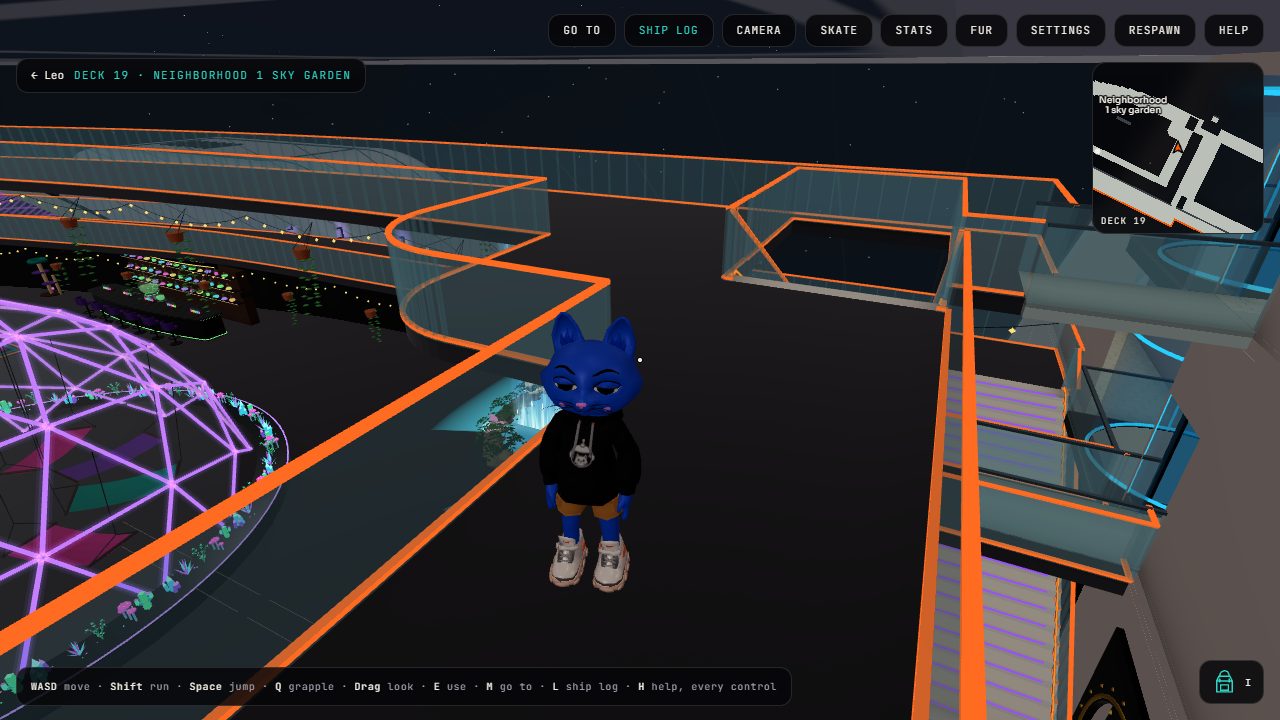 GO TO
SHIP LOG
CAMERA
SKATE
STATS
FUR
SETTINGS
RESPAWN
HELP
← Leo DECK 19 · NEIGHBORHOOD 1 SKY GARDEN
Neighborhood
1 sky garden
DECK 19
WASD move · Shift run · Space jump · Q grapple · Drag look · E use · M go to · L ship log · H help, every control
I